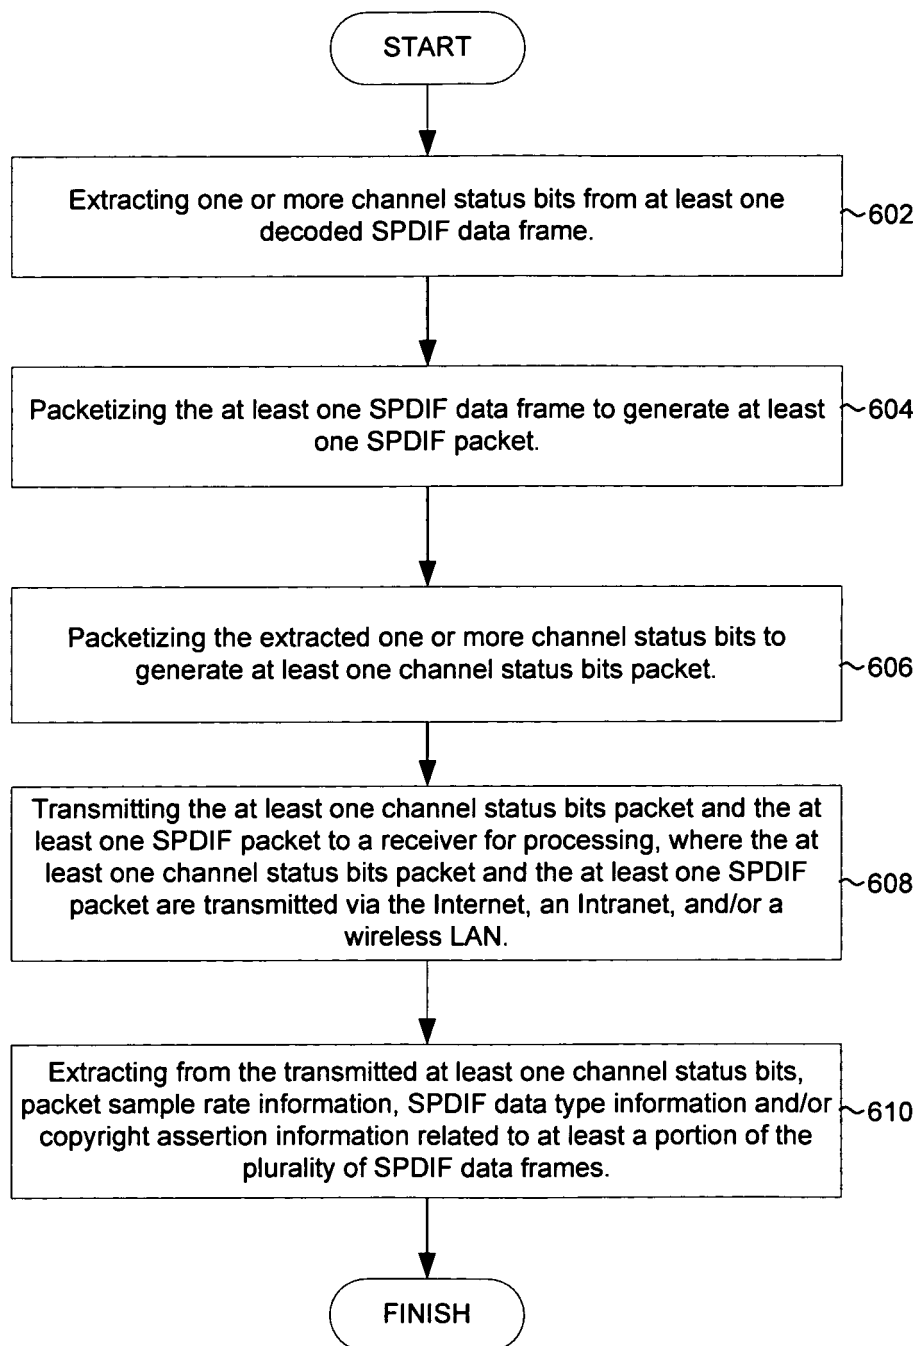 START
Extracting one or more channel status bits from at least one
decoded SPDIF data frame.
602
Packetizing the at least one SPDIF data frame to generate at least
one SPDIF packet.
604
Packetizing the extracted one or more channel status bits to
generate at least one channel status bits packet.
606
Transmitting the at least one channel status bits packet and the at
least one SPDIF packet to a receiver for processing, where the at
least one channel status bits packet and the at least one SPDIF
packet are transmitted via the Internet, an Intranet, and/or a
wireless LAN.
608
Extracting from the transmitted at least one channel status bits,
packet sample rate information, SPDIF data type information and/or
copyright assertion information related to at least a portion of the
plurality of SPDIF data frames.
610
FINISH